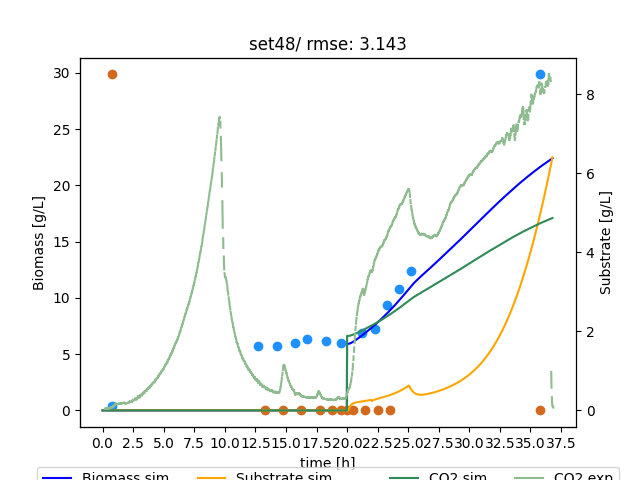 set48/ rmse: 3.143
30
25
20
15
10
5
0
Biomass [g/L]
8
6
4
2
0
Substrate [g/L]
0.0 2.5 5.0 7.5 10.0 12.5 15.0 17.5 20.0 22.5 25.0 27.5 30.0 32.5 35.0 37.5
time [h]
Biomass sim Substrate sim CO2 sim CO2 exp